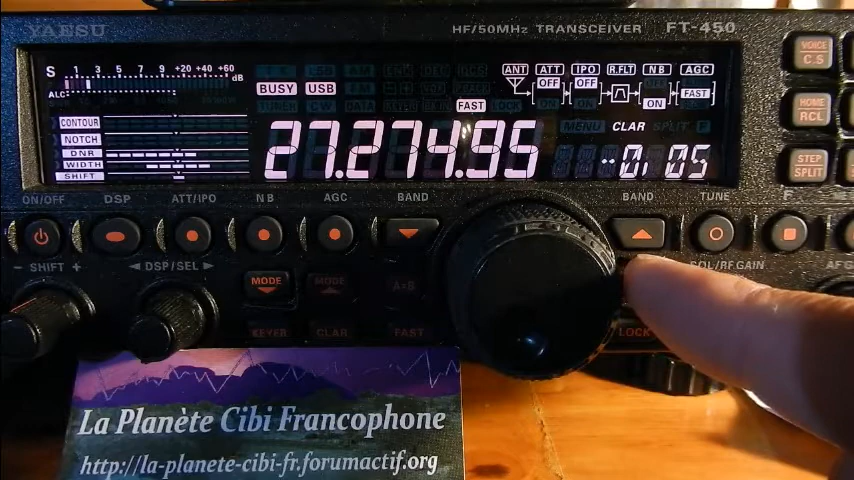 YAESU HF/50MHz TRANSCEIVER FT-450
S 1 3 5 7 9 +20 +40 +60 dB
ALC
BUSY USB
FAST
ANT ATT IPO R.FLT NB AGC
OFF OFF ON FAST
CONTOUR
NOTCH
DNR
WIDTH
SHIFT
27.274.95
MENU CLAR SPLIT F
-0.05
VOICE C.S
HOME RCL
STEP SPLIT
ON/OFF DSP ATT/IPO NB AGC BAND BAND TUNE F
- SHIFT + ◄ DSP/SEL ► SQL/RF GAIN AF G
MODE MODE A×B
KEYER CLAR FAST LOCK
La Planète Cibi Francophone
http://la-planete-cibi-fr.forumactif.org